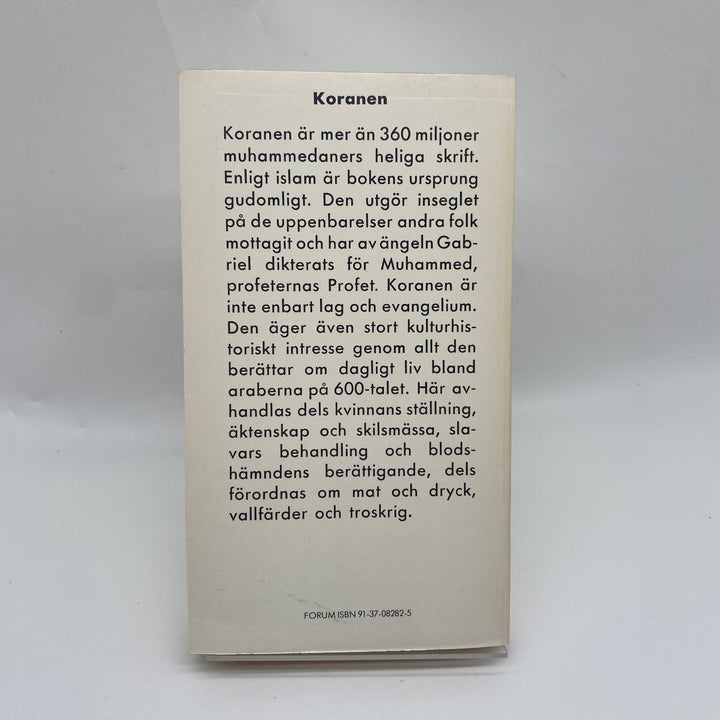 Koranen
Koranen är mer än 360 miljoner
muhammedaners heliga skrift.
Enligt islam är bokens ursprung
gudomligt. Den utgör inseglet
på de uppenbarelser andra folk
mottagit och har av ängeln Gab-
riel dikterats för Muhammed,
profeternas Profet. Koranen är
inte enbart lag och evangelium.
Den äger även stort kulturhis-
toriskt intresse genom allt den
berättar om dagligt liv bland
araberna på 600-talet. Här av-
handlas dels kvinnans ställning,
äktenskap och skilsmässa, sla-
vars behandling och blods-
hämndens berättigande, dels
förordnas om mat och dryck,
vallfärder och troskrig.
FORUM ISBN 91-37-08282-5